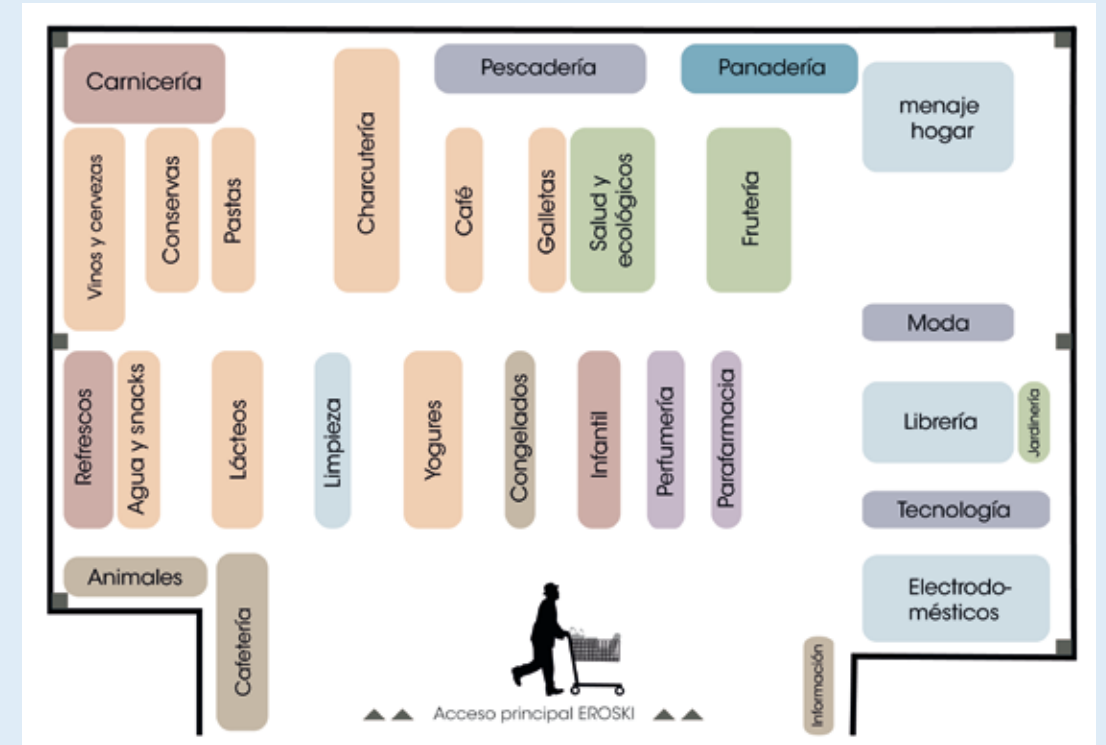 Carnicería
Pescadería
Panadería
menaje
hogar
Vinos y cervezas
Conservas
Pastas
Charcutería
Café
Galletas
Salud y
ecológicos
Frutería
Moda
Refrescos
Agua y snacks
Lácteos
Limpieza
Yogures
Congelados
Infantil
Perfumería
Parafarmacia
Librería
Jardinería
Tecnología
Animales
Cafetería
Electrodo-
mésticos
Información
Acceso principal EROSKI